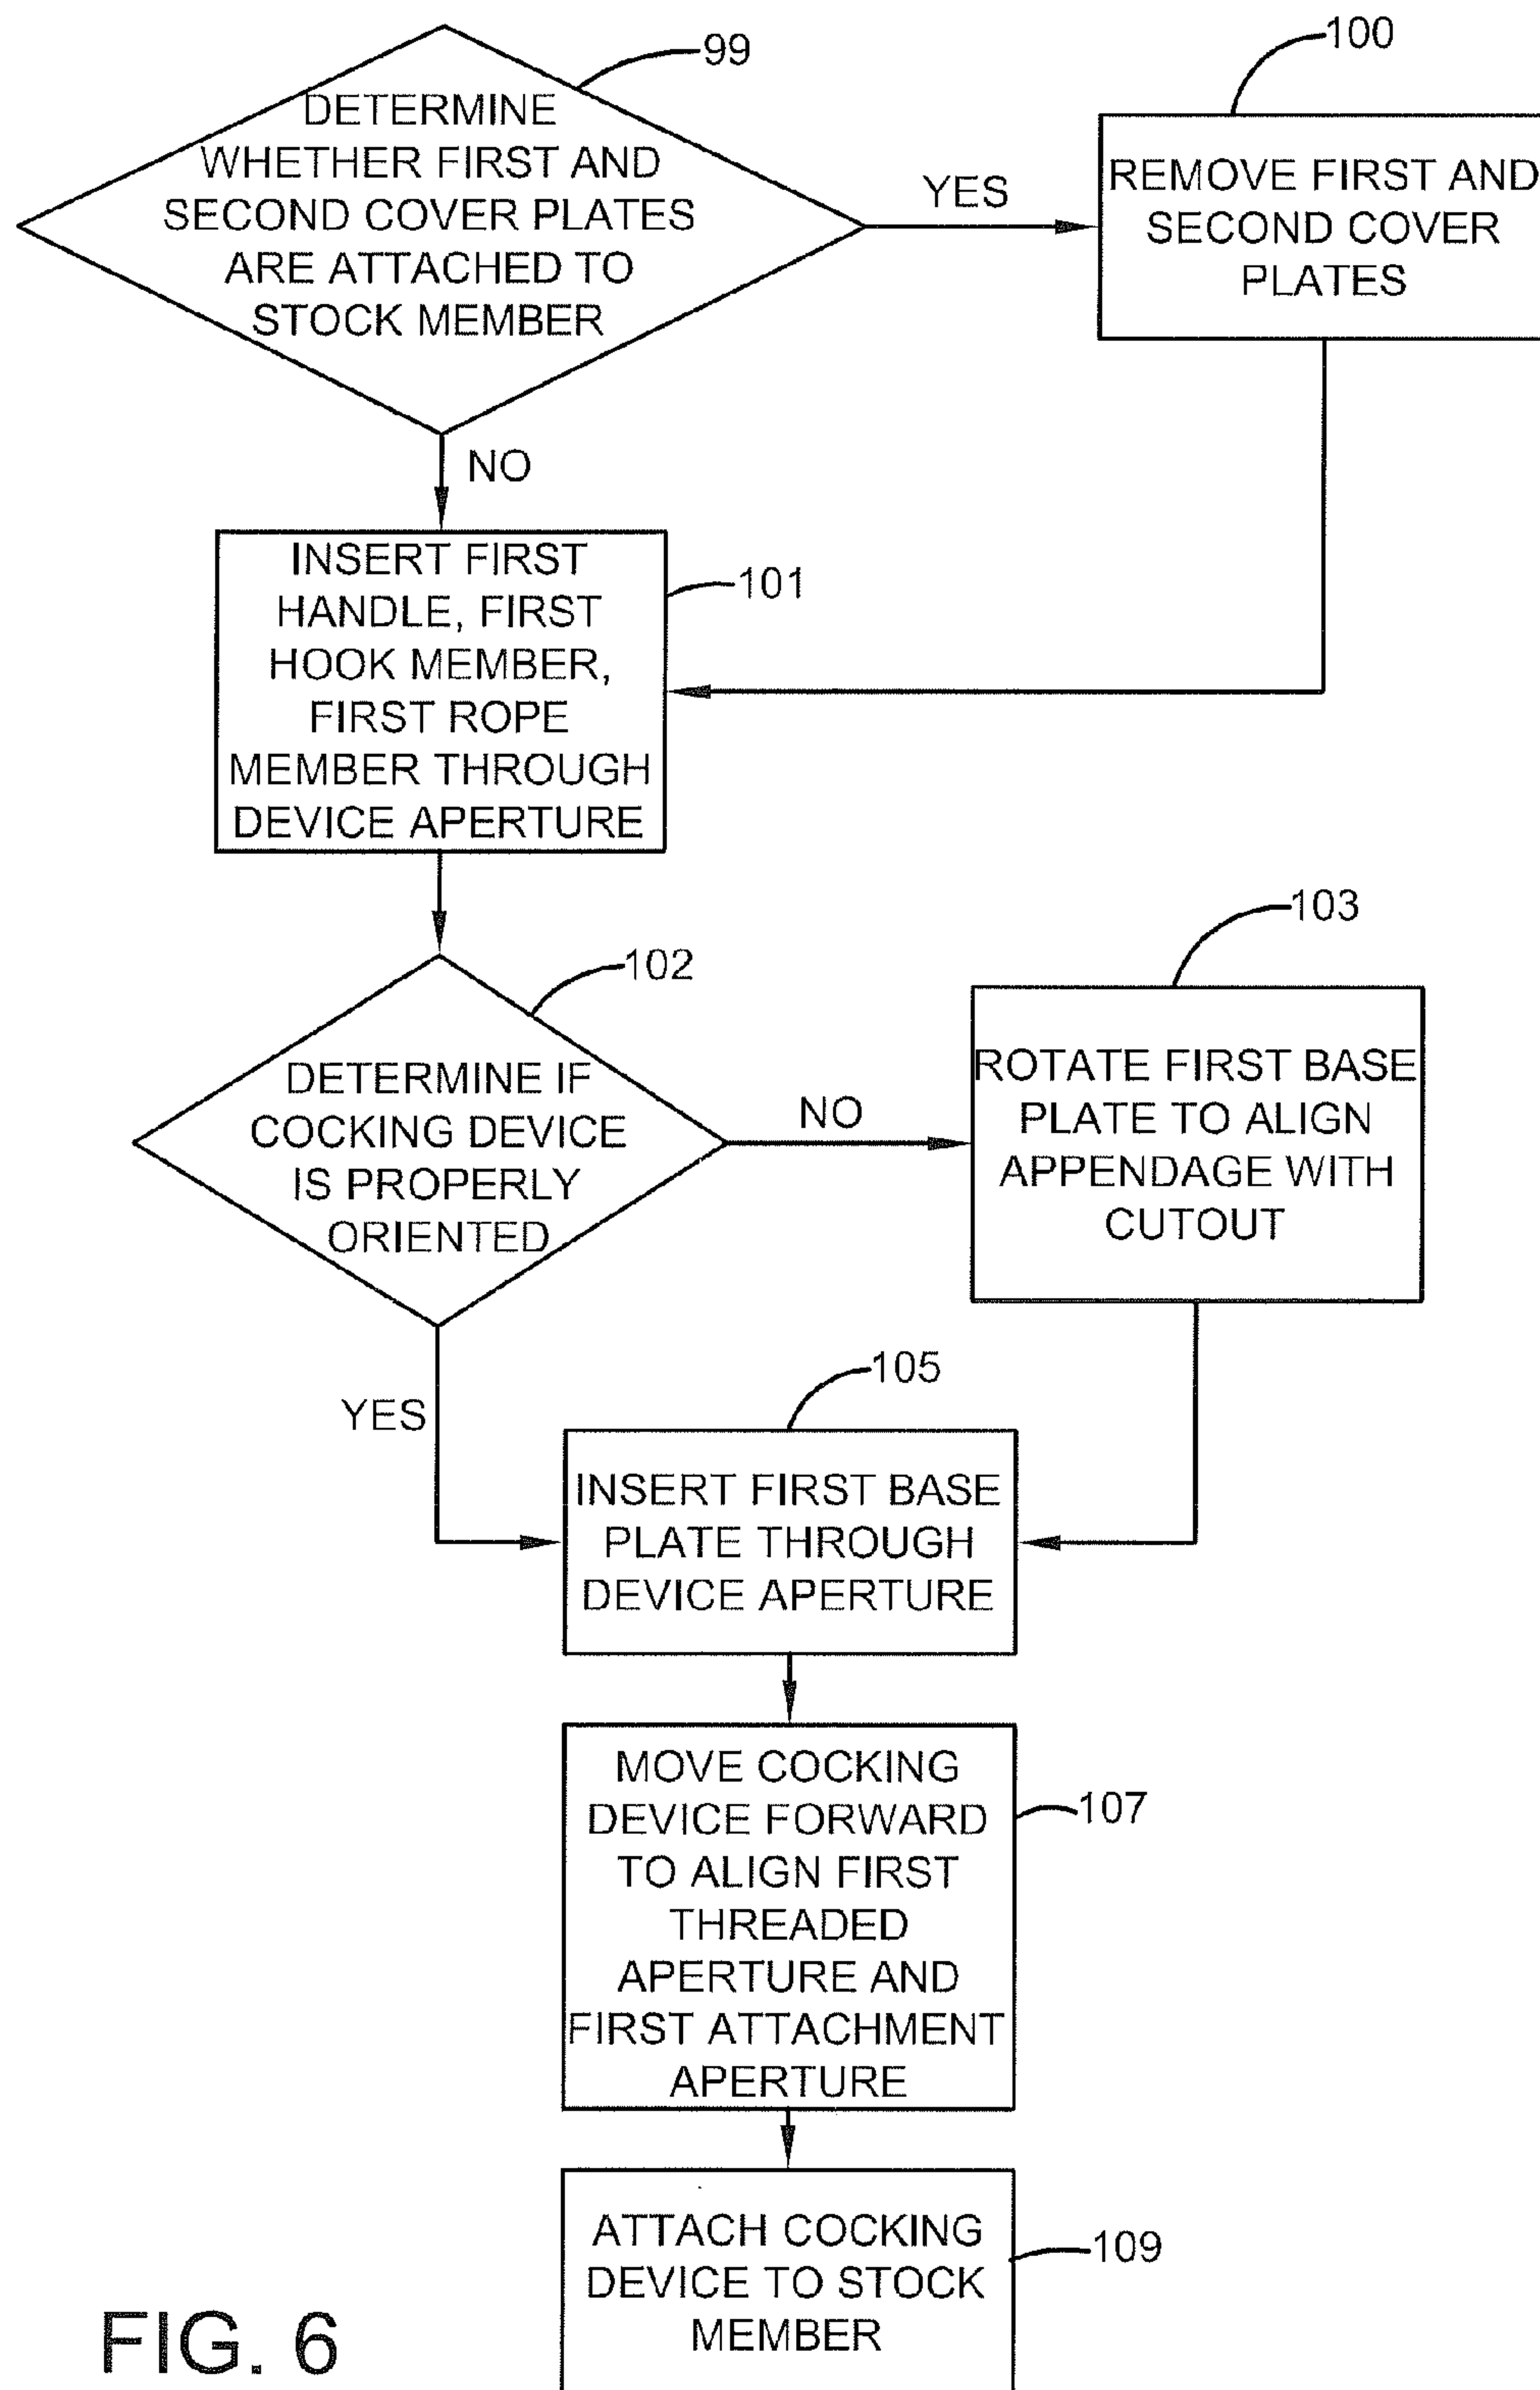 99
DETERMINE
WHETHER FIRST AND
SECOND COVER PLATES
ARE ATTACHED TO
STOCK MEMBER
YES
100
REMOVE FIRST AND
SECOND COVER
PLATES
NO
101
INSERT FIRST
HANDLE, FIRST
HOOK MEMBER,
FIRST ROPE
MEMBER THROUGH
DEVICE APERTURE
102
DETERMINE IF
COCKING DEVICE
IS PROPERLY
ORIENTED
NO
103
ROTATE FIRST BASE
PLATE TO ALIGN
APPENDAGE WITH
CUTOUT
YES
105
INSERT FIRST BASE
PLATE THROUGH
DEVICE APERTURE
107
MOVE COCKING
DEVICE FORWARD
TO ALIGN FIRST
THREADED
APERTURE AND
FIRST ATTACHMENT
APERTURE
109
ATTACH COCKING
DEVICE TO STOCK
MEMBER
FIG. 6